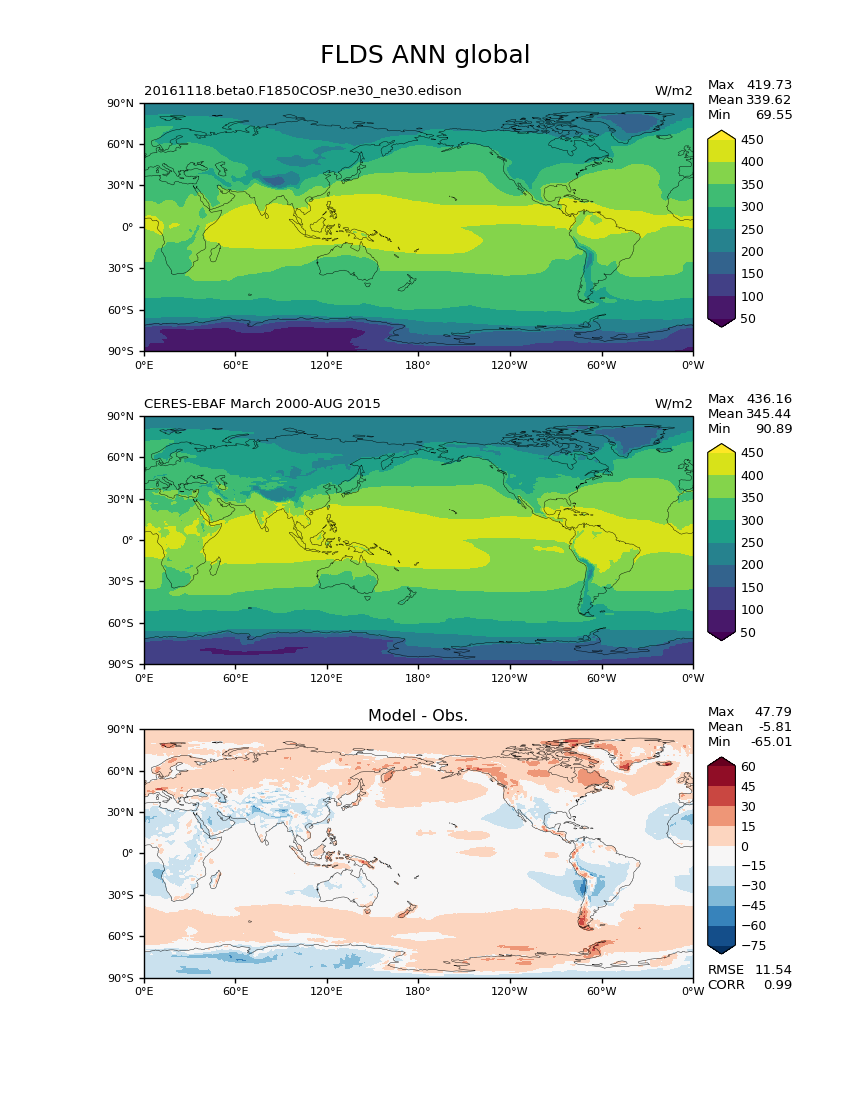 FLDS ANN global
20161118.beta0.F1850COSP.ne30_ne30.edison W/m2
Max 419.73
Mean 339.62
Min 69.55
90°N
60°N
30°N
0°
30°S
60°S
90°S
0°E 60°E 120°E 180° 120°W 60°W 0°W
450
400
350
300
250
200
150
100
50
CERES-EBAF March 2000-AUG 2015 W/m2
Max 436.16
Mean 345.44
Min 90.89
90°N
60°N
30°N
0°
30°S
60°S
90°S
0°E 60°E 120°E 180° 120°W 60°W 0°W
450
400
350
300
250
200
150
100
50
Model - Obs.
Max 47.79
Mean -5.81
Min -65.01
90°N
60°N
30°N
0°
30°S
60°S
90°S
0°E 60°E 120°E 180° 120°W 60°W 0°W
60
45
30
15
0
−15
−30
−45
−60
−75
RMSE 11.54
CORR 0.99